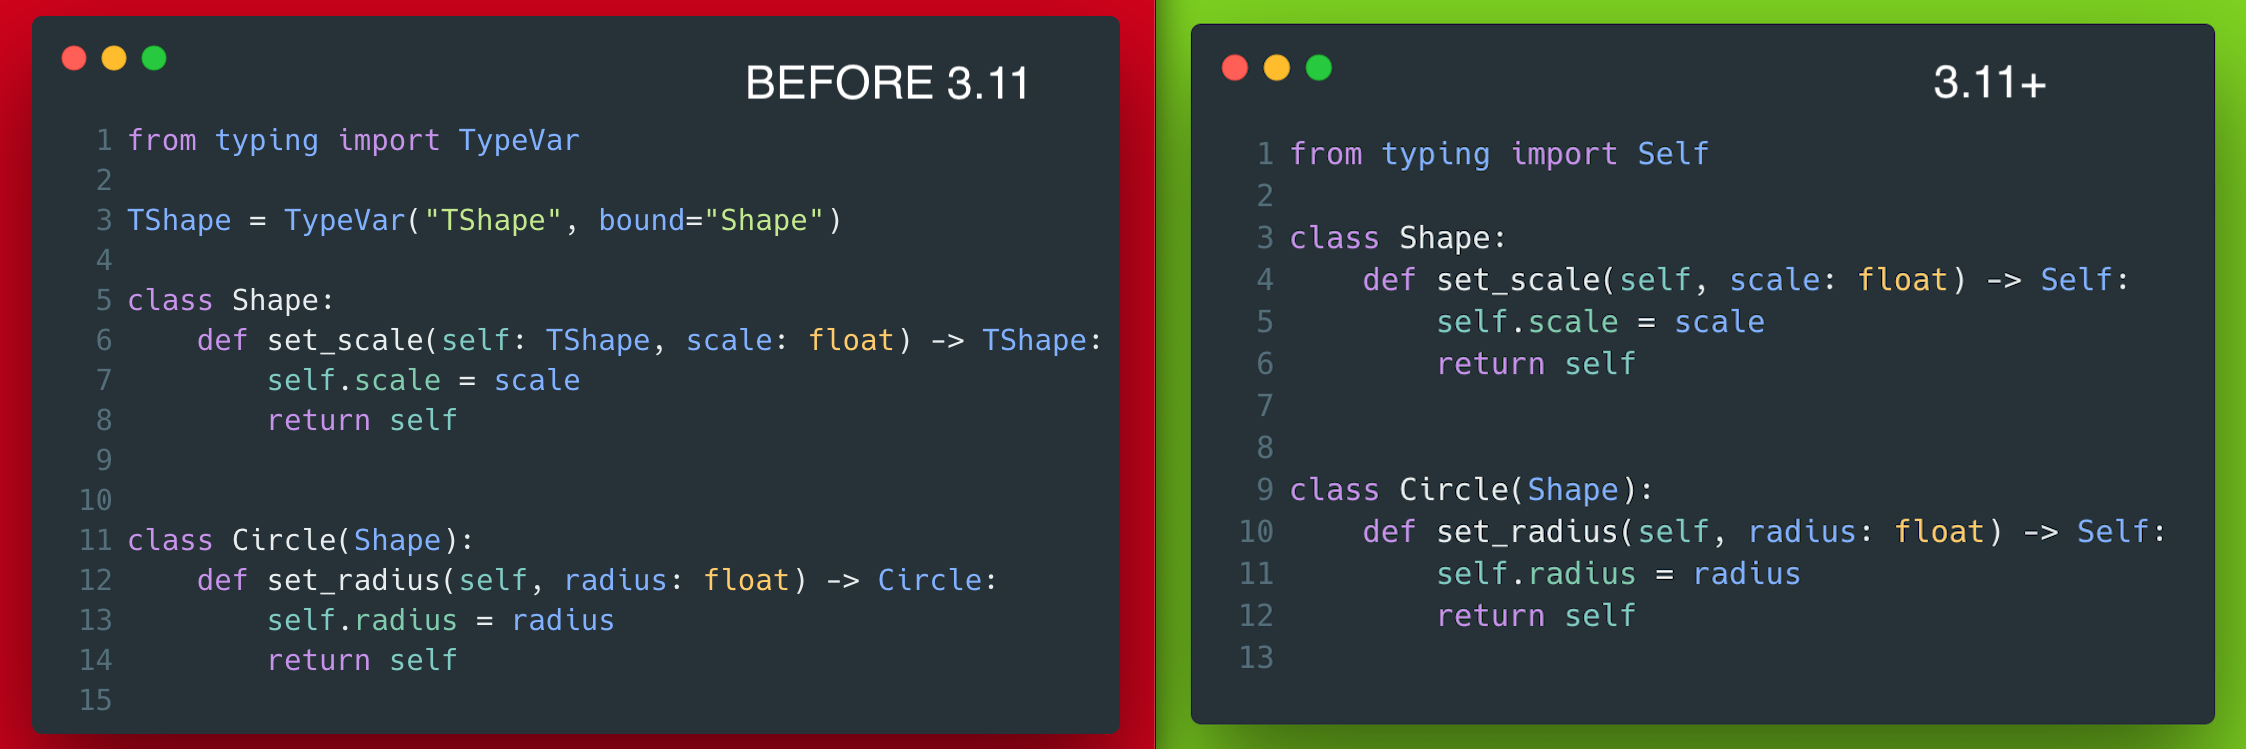 BEFORE 3.11
1 from typing import TypeVar
2
3 TShape = TypeVar("TShape", bound="Shape")
4
5 class Shape:
6     def set_scale(self: TShape, scale: float) -> TShape:
7         self.scale = scale
8         return self
9
10
11 class Circle(Shape):
12     def set_radius(self, radius: float) -> Circle:
13         self.radius = radius
14         return self
15
3.11+
1 from typing import Self
2
3 class Shape:
4     def set_scale(self, scale: float) -> Self:
5         self.scale = scale
6         return self
7
8
9 class Circle(Shape):
10     def set_radius(self, radius: float) -> Self:
11         self.radius = radius
12         return self
13